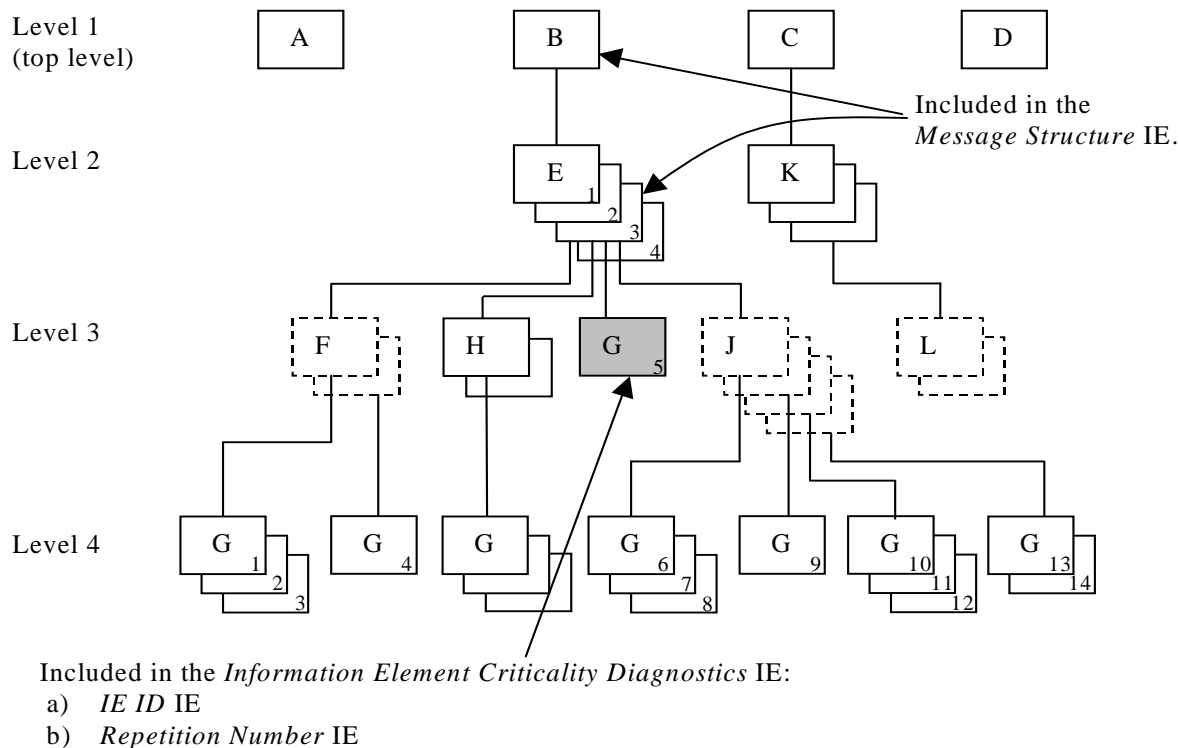 Level 1
(top level)
A
B
C
D
Included in the
Message Structure IE.
Level 2
E
1
2
3
4
K
Level 3
F
H
G
5
J
L
Level 4
G
1
2
3
G
4
G
G
6
7
8
G
9
G
10
11
12
G
13
14
Included in the Information Element Criticality Diagnostics IE:
a) IE ID IE
b) Repetition Number IE